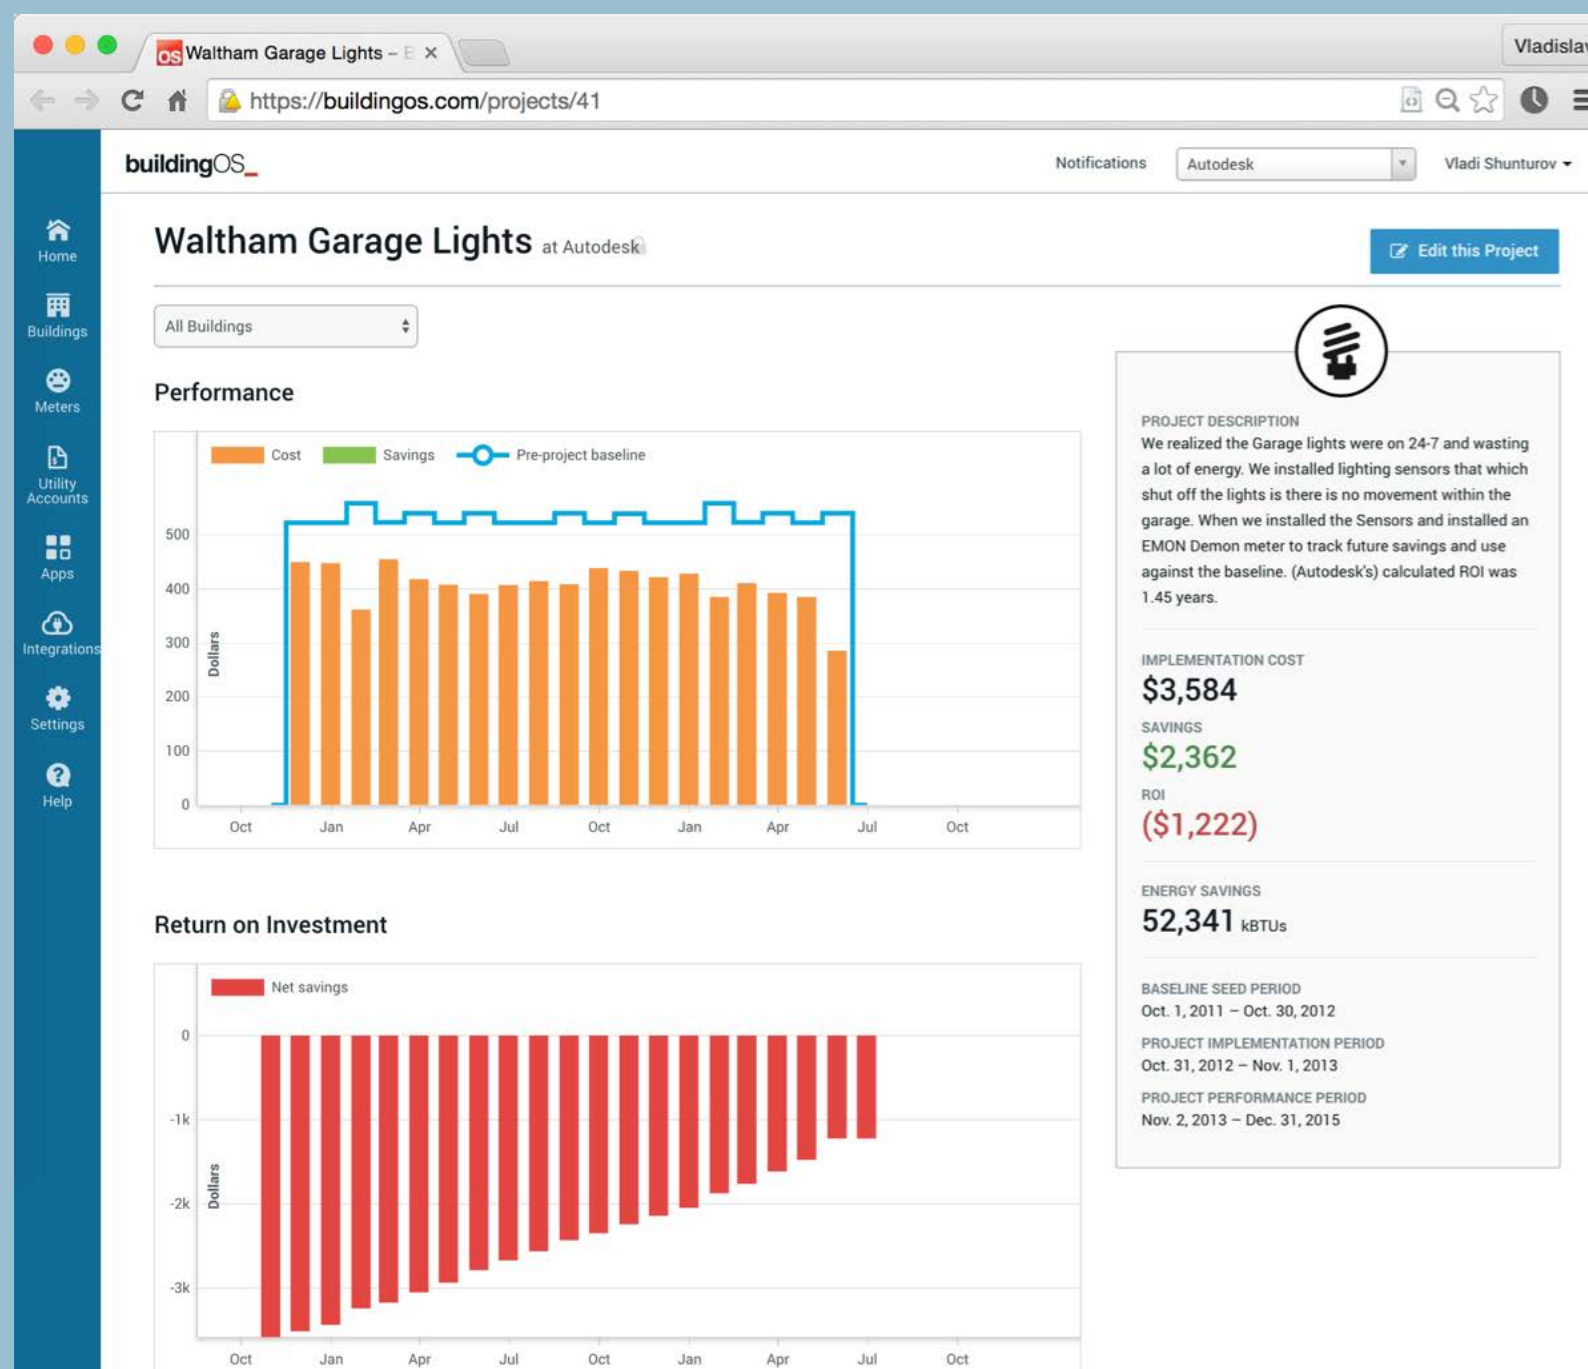 OS Waltham Garage Lights –
Vladislav
https://buildingos.com/projects/41
buildingOS_
Notifications
Autodesk
Vladi Shunturov
Home
Buildings
Meters
Utility
Accounts
Apps
Integrations
Settings
Help
Waltham Garage Lights at Autodesk
Edit this Project
All Buildings
Performance
Cost
Savings
Pre-project baseline
500
400
300
200
100
0
Dollars
Oct Jan Apr Jul Oct Jan Apr Jul Oct
Return on Investment
Net savings
0
-1k
-2k
-3k
Dollars
Oct Jan Apr Jul Oct Jan Apr Jul Oct
PROJECT DESCRIPTION
We realized the Garage lights were on 24-7 and wasting
a lot of energy. We installed lighting sensors that which
shut off the lights is there is no movement within the
garage. When we installed the Sensors and installed an
EMON Demon meter to track future savings and use
against the baseline. (Autodesk's) calculated ROI was
1.45 years.
IMPLEMENTATION COST
$3,584
SAVINGS
$2,362
ROI
($1,222)
ENERGY SAVINGS
52,341 kBTUs
BASELINE SEED PERIOD
Oct. 1, 2011 – Oct. 30, 2012
PROJECT IMPLEMENTATION PERIOD
Oct. 31, 2012 – Nov. 1, 2013
PROJECT PERFORMANCE PERIOD
Nov. 2, 2013 – Dec. 31, 2015